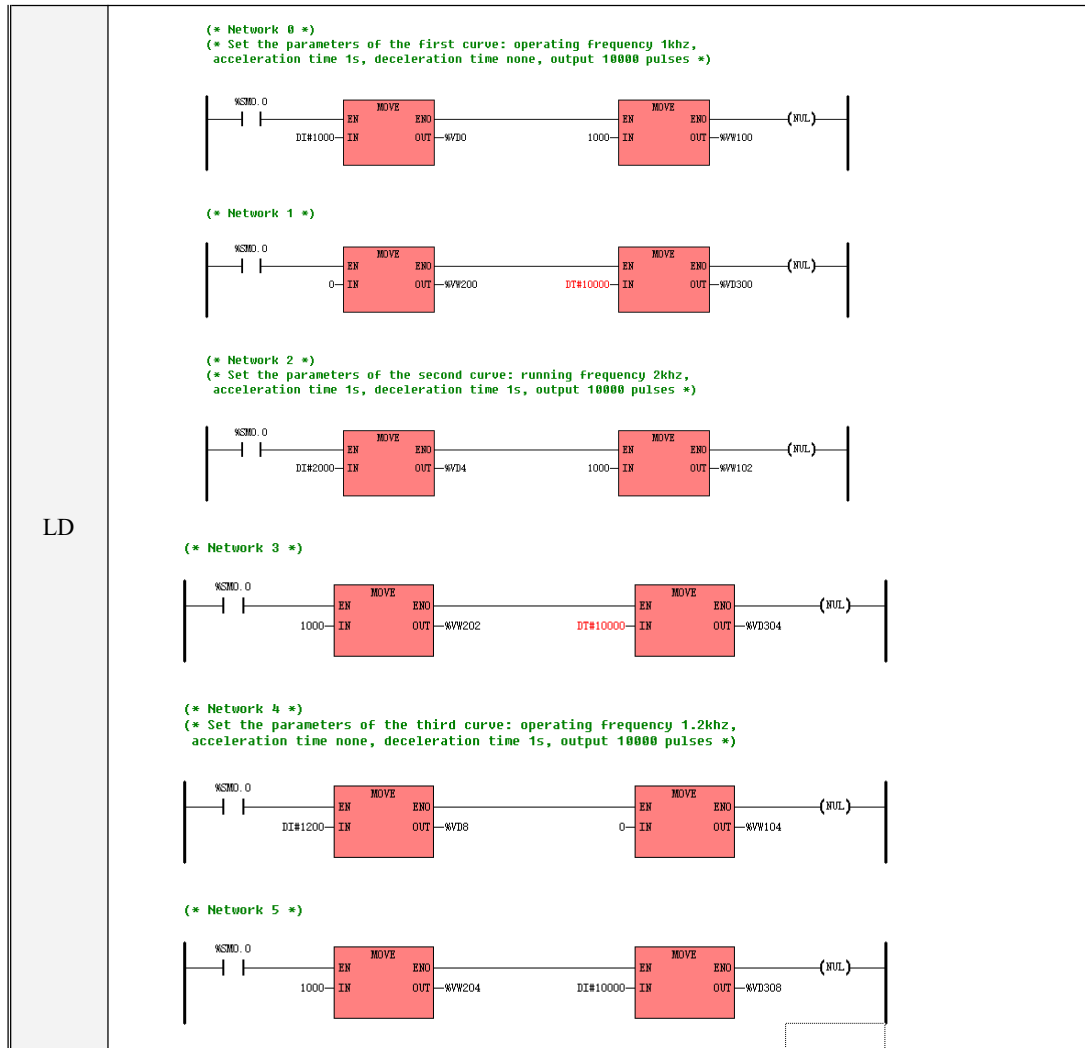 LD
(* Network 0 *)
(* Set the parameters of the first curve: operating frequency 1khz,
acceleration time 1s, deceleration time none, output 10000 pulses *)
%SM0.0
MOVE
MOVE
EN ENO
EN ENO
(NUL)
DI#1000 IN OUT %VD0
1000 IN OUT %VW100
(* Network 1 *)
%SM0.0
MOVE
MOVE
EN ENO
EN ENO
(NUL)
0 IN OUT %VW200
DT#10000 IN OUT %VD300
(* Network 2 *)
(* Set the parameters of the second curve: running frequency 2khz,
acceleration time 1s, deceleration time 1s, output 10000 pulses *)
%SM0.0
MOVE
MOVE
EN ENO
EN ENO
(NUL)
DI#2000 IN OUT %VD4
1000 IN OUT %VW102
(* Network 3 *)
%SM0.0
MOVE
MOVE
EN ENO
EN ENO
(NUL)
1000 IN OUT %VW202
DT#10000 IN OUT %VD304
(* Network 4 *)
(* Set the parameters of the third curve: operating frequency 1.2khz,
acceleration time none, deceleration time 1s, output 10000 pulses *)
%SM0.0
MOVE
MOVE
EN ENO
EN ENO
(NUL)
DI#1200 IN OUT %VD8
0 IN OUT %VW104
(* Network 5 *)
%SM0.0
MOVE
MOVE
EN ENO
EN ENO
(NUL)
1000 IN OUT %VW204
DI#10000 IN OUT %VD308